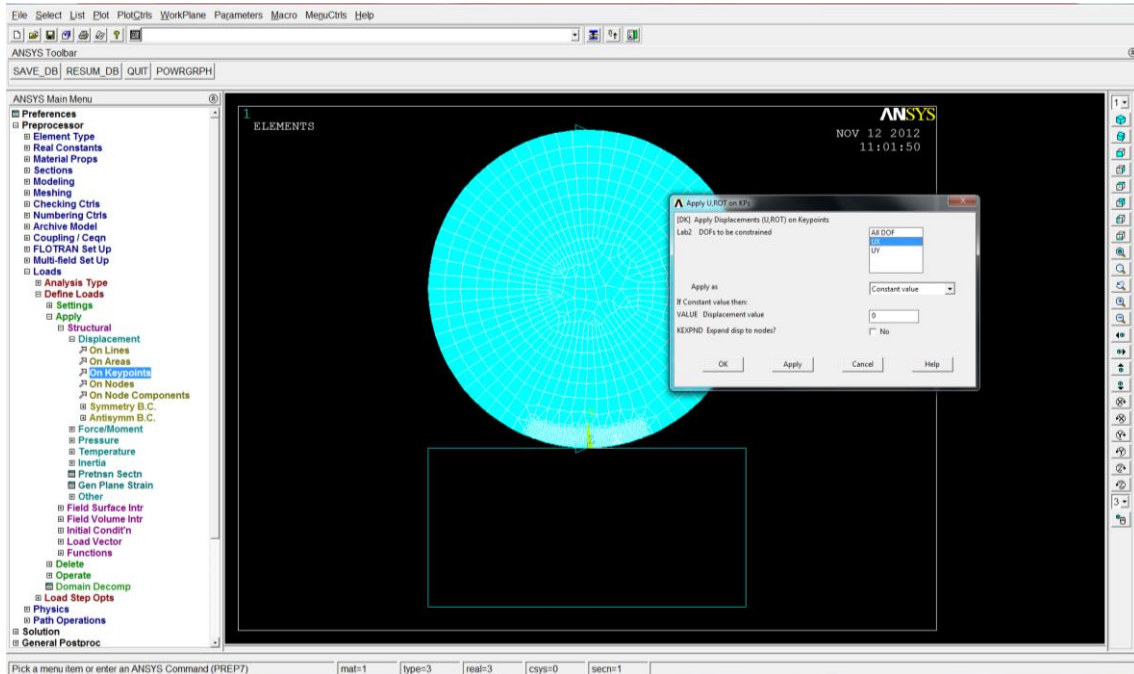 File Select List Plot PlotCtrls WorkPlane Parameters Macro MenuCtrls Help
ANSYS Toolbar
SAVE_DB RESUM_DB QUIT POWRGRPH
ANSYS Main Menu
Preferences
Preprocessor
Element Type
Real Constants
Material Props
Sections
Modeling
Meshing
Checking Ctrls
Numbering Ctrls
Archive Model
Coupling / Ceqn
FLOTRAN Set Up
Multi-field Set Up
Loads
Analysis Type
Define Loads
Settings
Apply
Structural
Displacement
On Lines
On Areas
On Keypoints
On Nodes
On Node Components
Symmetry B.C.
Antisymm B.C.
Force/Moment
Pressure
Temperature
Inertia
Pretnsn Sectn
Gen Plane Strain
Other
Field Surface Intr
Field Volume Intr
Initial Condit'n
Load Vector
Functions
Delete
Operate
Domain Decomp
Load Step Opts
Physics
Path Operations
Solution
General Postproc
1
ELEMENTS
ANSYS
NOV 12 2012
11:01:50
Apply U,ROT on KPs
[DK] Apply Displacements (U,ROT) on Keypoints
Lab2 DOFs to be constrained
All DOF
UX
UY
Apply as
Constant value
If Constant value then:
VALUE Displacement value
0
KEXPND Expand disp to nodes?
No
OK Apply Cancel Help
1
3
Pick a menu item or enter an ANSYS Command (PREP7) mat=1 type=3 real=3 csys=0 secn=1